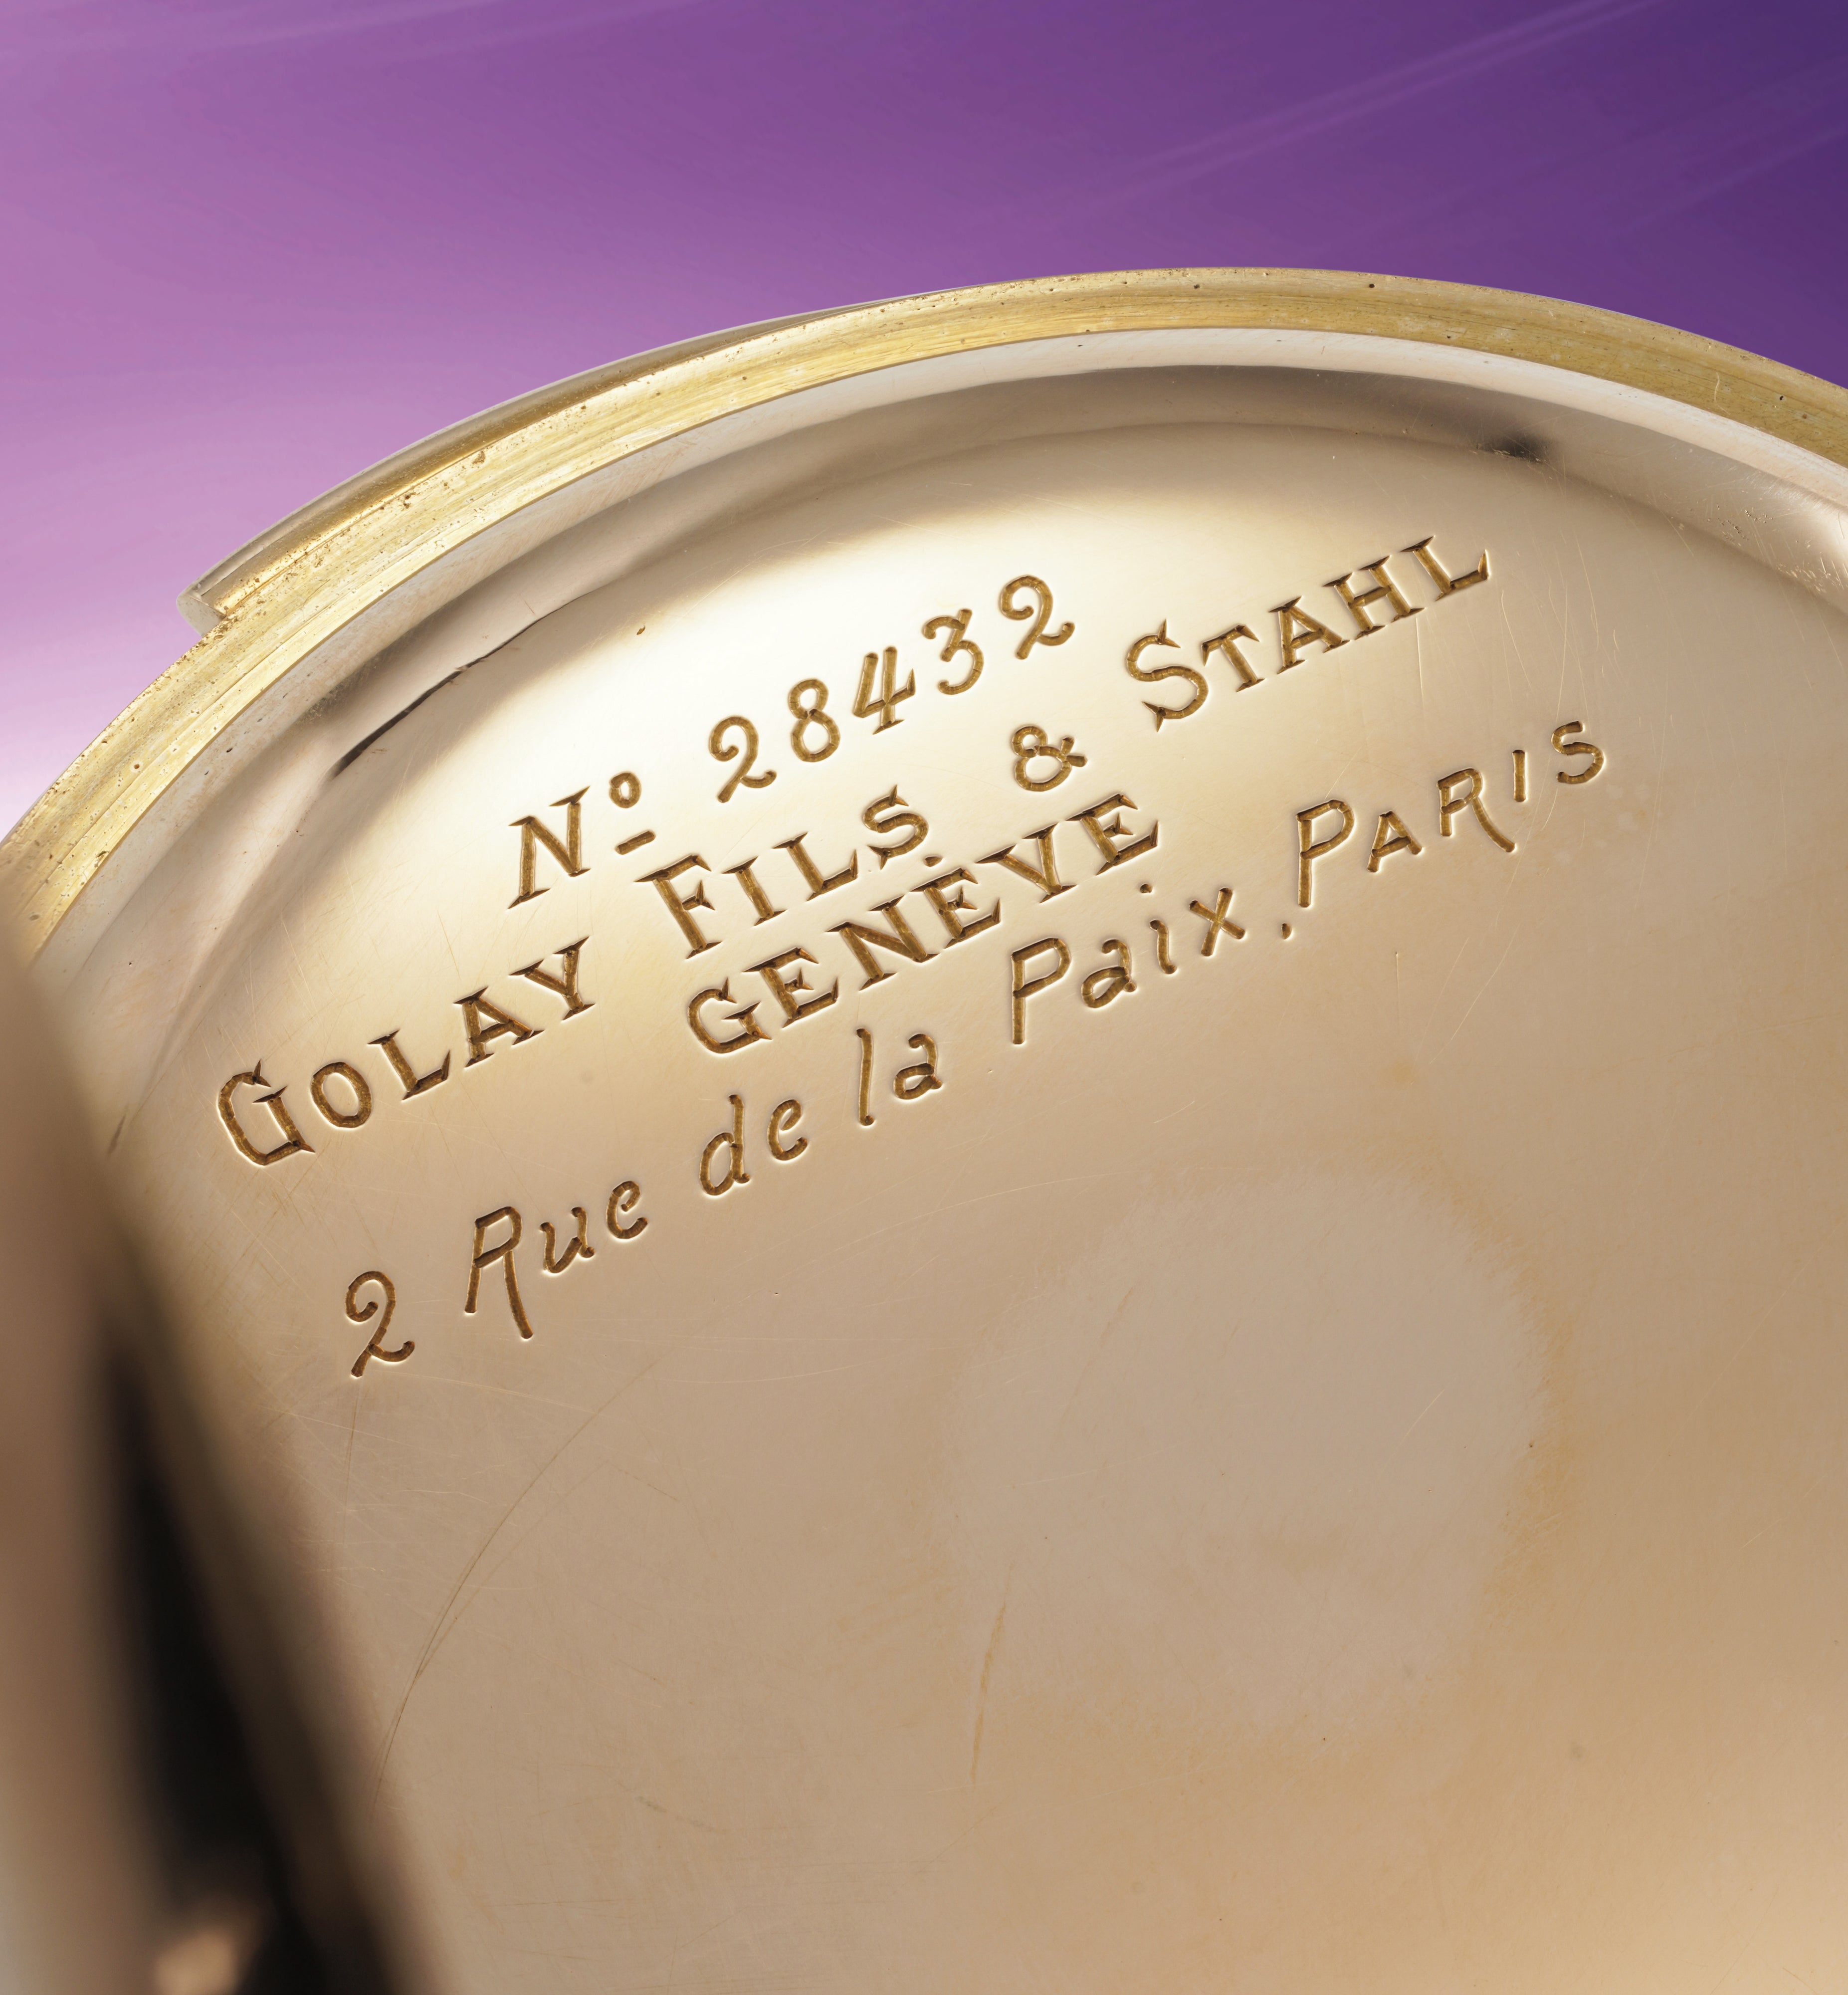 Nº 28432
GOLAY FILS & STAHL
GENÈVE
2 Rue de la Paix. PARIS